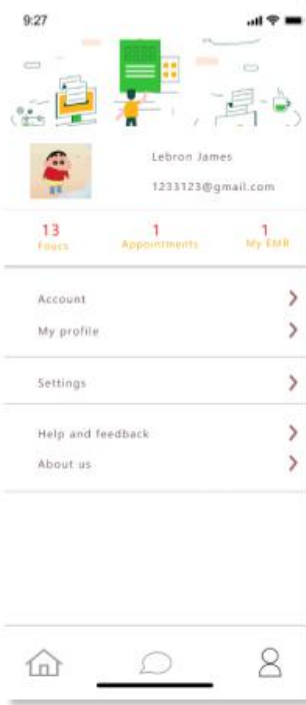 9:27
Lebron James
1233123@gmail.com
13 1 1
Foucs Appointments My EMR
Account
My profile
Settings
Help and feedback
About us